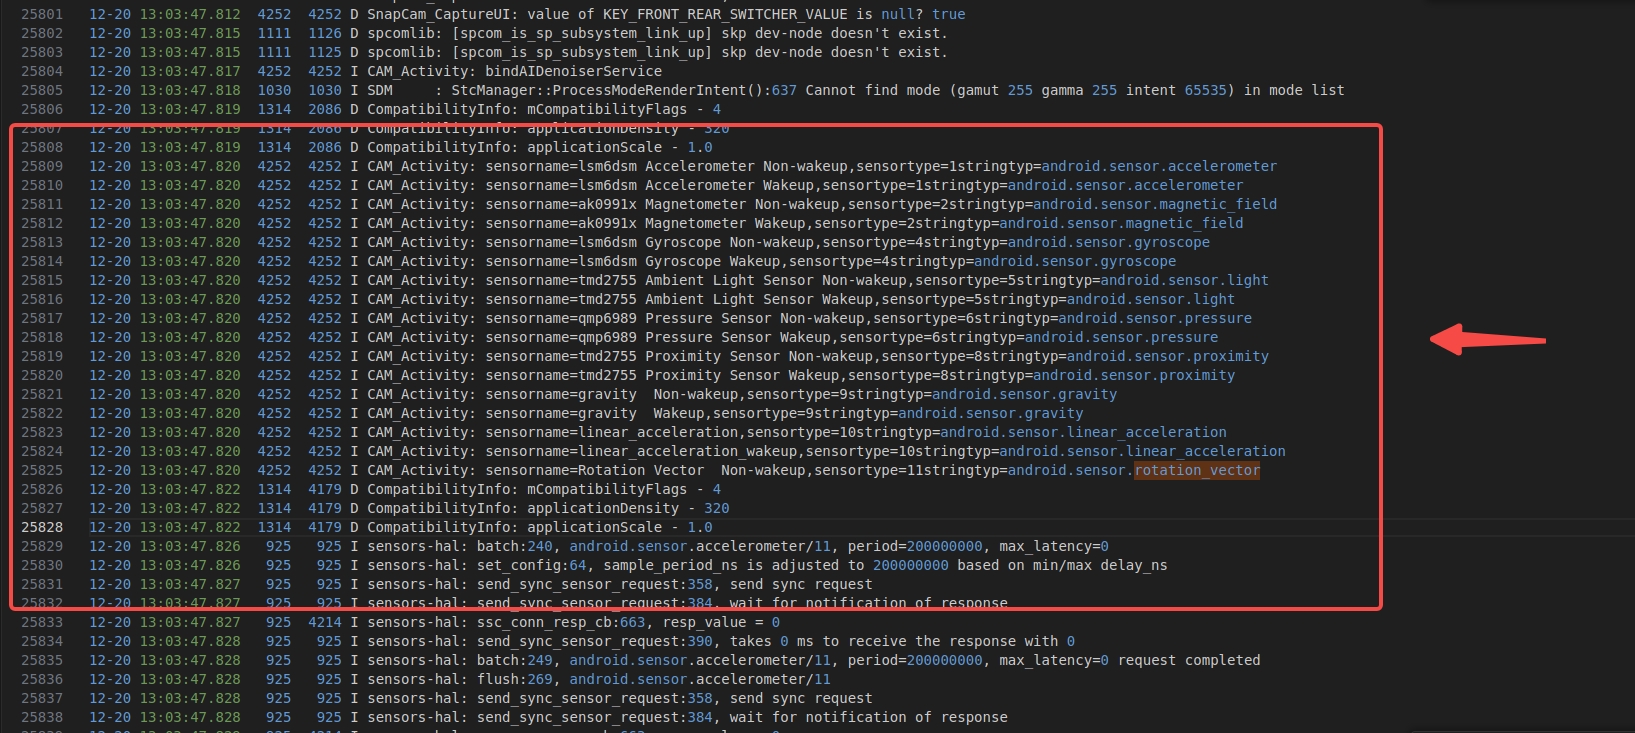 25801 12-20 13:03:47.812 4252 4252 D SnapCam_CaptureUI: value of KEY_FRONT_REAR_SWITCHER_VALUE is null? true
25802 12-20 13:03:47.815 1111 1126 D spcomlib: [spcom_is_sp_subsystem_link_up] skp dev-node doesn't exist.
25803 12-20 13:03:47.815 1111 1125 D spcomlib: [spcom_is_sp_subsystem_link_up] skp dev-node doesn't exist.
25804 12-20 13:03:47.817 4252 4252 I CAM_Activity: bindAIDenoiserService
25805 12-20 13:03:47.818 1030 1030 I SDM : StcManager::ProcessModeRenderIntent():637 Cannot find mode (gamut 255 gamma 255 intent 65535) in mode list
25806 12-20 13:03:47.819 1314 2086 D CompatibilityInfo: mCompatibilityFlags - 4
25807 12-20 13:03:47.819 1314 2086 D CompatibilityInfo: applicationDensity - 320
25808 12-20 13:03:47.819 1314 2086 D CompatibilityInfo: applicationScale - 1.0
25809 12-20 13:03:47.820 4252 4252 I CAM_Activity: sensorname=lsm6dsm Accelerometer Non-wakeup,sensortype=1stringtyp=android.sensor.accelerometer
25810 12-20 13:03:47.820 4252 4252 I CAM_Activity: sensorname=lsm6dsm Accelerometer Wakeup,sensortype=1stringtyp=android.sensor.accelerometer
25811 12-20 13:03:47.820 4252 4252 I CAM_Activity: sensorname=ak0991x Magnetometer Non-wakeup,sensortype=2stringtyp=android.sensor.magnetic_field
25812 12-20 13:03:47.820 4252 4252 I CAM_Activity: sensorname=ak0991x Magnetometer Wakeup,sensortype=2stringtyp=android.sensor.magnetic_field
25813 12-20 13:03:47.820 4252 4252 I CAM_Activity: sensorname=lsm6dsm Gyroscope Non-wakeup,sensortype=4stringtyp=android.sensor.gyroscope
25814 12-20 13:03:47.820 4252 4252 I CAM_Activity: sensorname=lsm6dsm Gyroscope Wakeup,sensortype=4stringtyp=android.sensor.gyroscope
25815 12-20 13:03:47.820 4252 4252 I CAM_Activity: sensorname=tmd2755 Ambient Light Sensor Non-wakeup,sensortype=5stringtyp=android.sensor.light
25816 12-20 13:03:47.820 4252 4252 I CAM_Activity: sensorname=tmd2755 Ambient Light Sensor Wakeup,sensortype=5stringtyp=android.sensor.light
25817 12-20 13:03:47.820 4252 4252 I CAM_Activity: sensorname=qmp6989 Pressure Sensor Non-wakeup,sensortype=6stringtyp=android.sensor.pressure
25818 12-20 13:03:47.820 4252 4252 I CAM_Activity: sensorname=qmp6989 Pressure Sensor Wakeup,sensortype=6stringtyp=android.sensor.pressure
25819 12-20 13:03:47.820 4252 4252 I CAM_Activity: sensorname=tmd2755 Proximity Sensor Non-wakeup,sensortype=8stringtyp=android.sensor.proximity
25820 12-20 13:03:47.820 4252 4252 I CAM_Activity: sensorname=tmd2755 Proximity Sensor Wakeup,sensortype=8stringtyp=android.sensor.proximity
25821 12-20 13:03:47.820 4252 4252 I CAM_Activity: sensorname=gravity  Non-wakeup,sensortype=9stringtyp=android.sensor.gravity
25822 12-20 13:03:47.820 4252 4252 I CAM_Activity: sensorname=gravity  Wakeup,sensortype=9stringtyp=android.sensor.gravity
25823 12-20 13:03:47.820 4252 4252 I CAM_Activity: sensorname=linear_acceleration,sensortype=10stringtyp=android.sensor.linear_acceleration
25824 12-20 13:03:47.820 4252 4252 I CAM_Activity: sensorname=linear_acceleration_wakeup,sensortype=10stringtyp=android.sensor.linear_acceleration
25825 12-20 13:03:47.820 4252 4252 I CAM_Activity: sensorname=Rotation Vector  Non-wakeup,sensortype=11stringtyp=android.sensor.rotation_vector
25826 12-20 13:03:47.822 1314 4179 D CompatibilityInfo: mCompatibilityFlags - 4
25827 12-20 13:03:47.822 1314 4179 D CompatibilityInfo: applicationDensity - 320
25828 12-20 13:03:47.822 1314 4179 D CompatibilityInfo: applicationScale - 1.0
25829 12-20 13:03:47.826 925 925 I sensors-hal: batch:240, android.sensor.accelerometer/11, period=200000000, max_latency=0
25830 12-20 13:03:47.826 925 925 I sensors-hal: set_config:64, sample_period_ns is adjusted to 200000000 based on min/max delay_ns
25831 12-20 13:03:47.827 925 925 I sensors-hal: send_sync_sensor_request:358, send sync request
25832 12-20 13:03:47.827 925 925 I sensors-hal: send_sync_sensor_request:384, wait for notification of response
25833 12-20 13:03:47.827 925 4214 I sensors-hal: ssc_conn_resp_cb:663, resp_value = 0
25834 12-20 13:03:47.828 925 925 I sensors-hal: send_sync_sensor_request:390, takes 0 ms to receive the response with 0
25835 12-20 13:03:47.828 925 925 I sensors-hal: batch:249, android.sensor.accelerometer/11, period=200000000, max_latency=0 request completed
25836 12-20 13:03:47.828 925 925 I sensors-hal: flush:269, android.sensor.accelerometer/11
25837 12-20 13:03:47.828 925 925 I sensors-hal: send_sync_sensor_request:358, send sync request
25838 12-20 13:03:47.828 925 925 I sensors-hal: send_sync_sensor_request:384, wait for notification of response